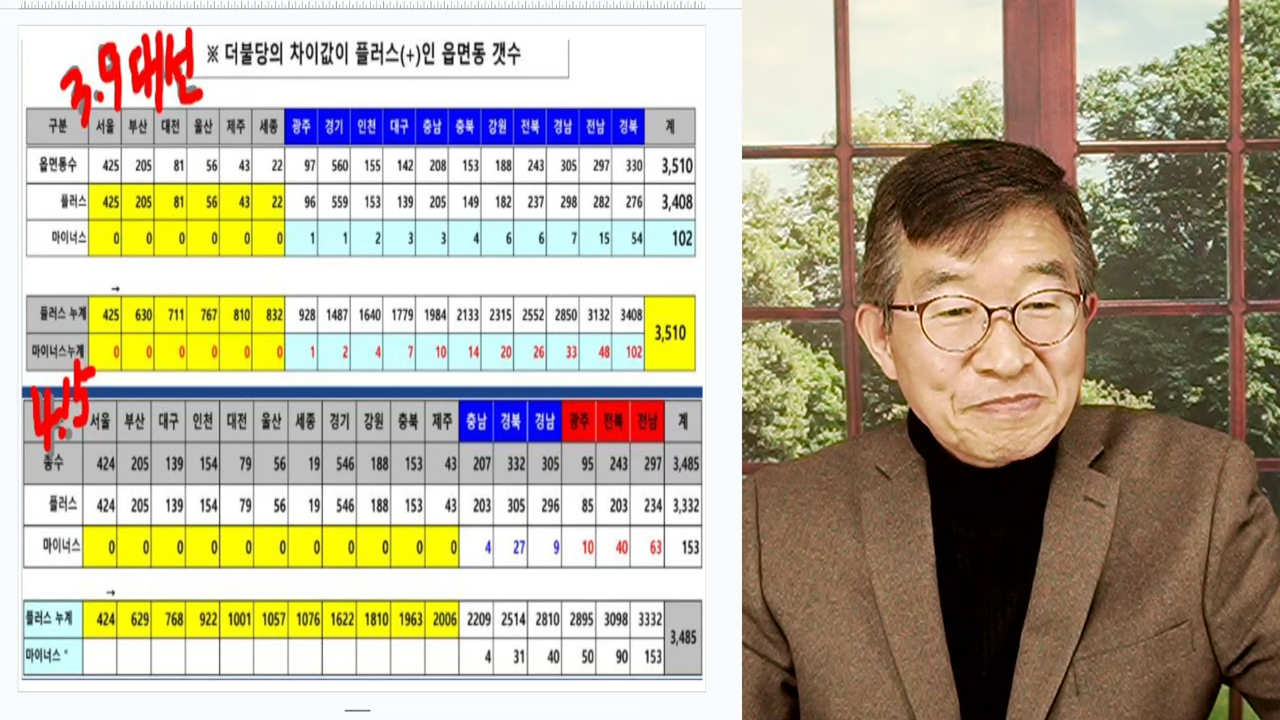 3.9 대선
※ 더불당의 차이값이 플러스(+)인 읍면동 갯수
구분 서울 부산 대전 울산 제주 세종 광주 경기 인천 대구 충남 충북 강원 전북 경남 전남 경북 계
읍면동수 425 205 81 56 43 22 97 560 155 142 208 153 188 243 305 297 330 3,510
플러스 425 205 81 56 43 22 96 559 153 139 205 149 182 237 298 282 276 3,408
마이너스 0 0 0 0 0 0 1 1 2 3 3 4 6 6 7 15 54 102
→
플러스 누계 425 630 711 767 810 832 928 1487 1640 1779 1984 2133 2315 2552 2850 3132 3408 3,510
마이너스누계 0 0 0 0 0 0 1 2 4 7 10 14 20 26 33 48 102
4.15
서울 부산 대구 인천 대전 울산 세종 경기 강원 충북 제주 충남 경북 경남 광주 전북 전남 계
총수 424 205 139 154 79 56 19 546 188 153 43 207 332 305 95 243 297 3,485
플러스 424 205 139 154 79 56 19 546 188 153 43 203 305 296 85 203 234 3,332
마이너스 0 0 0 0 0 0 0 0 0 0 0 4 27 9 10 40 63 153
→
플러스 누계 424 629 768 922 1001 1057 1076 1622 1810 1963 2006 2209 2514 2810 2895 3098 3332 3,485
마이너스 " 4 31 40 50 90 153